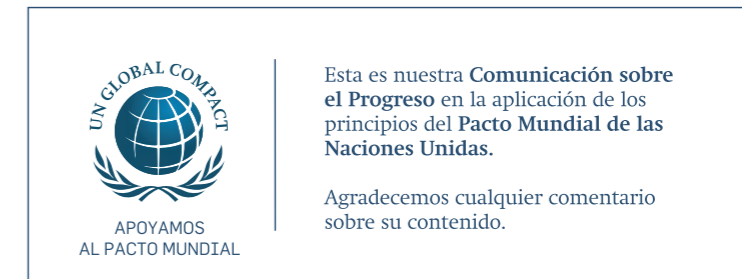 UN GLOBAL COMPACT
APOYAMOS
AL PACTO MUNDIAL
Esta es nuestra Comunicación sobre
el Progreso en la aplicación de los
principios del Pacto Mundial de las
Naciones Unidas.
Agradecemos cualquier comentario
sobre su contenido.